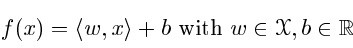 f(x) = ⟨w, x⟩ + b with w ∈ 𝒳, b ∈ ℝ